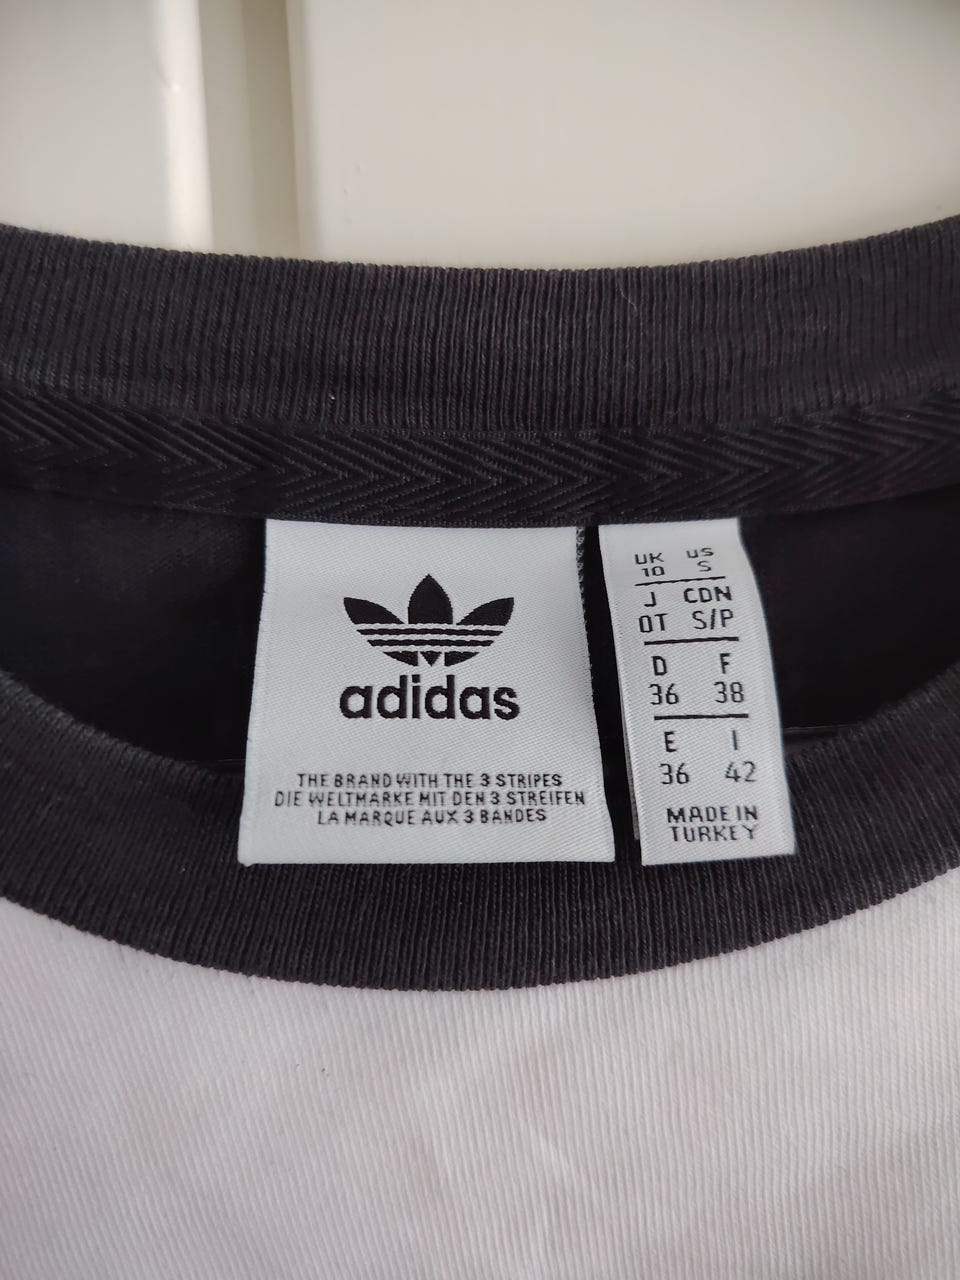 adidas
THE BRAND WITH THE 3 STRIPES
DIE WELTMARKE MIT DEN 3 STREIFEN
LA MARQUE AUX 3 BANDES
UK US
10 S
J CDN
OT S/P
D F
36 38
E I
36 42
MADE IN
TURKEY